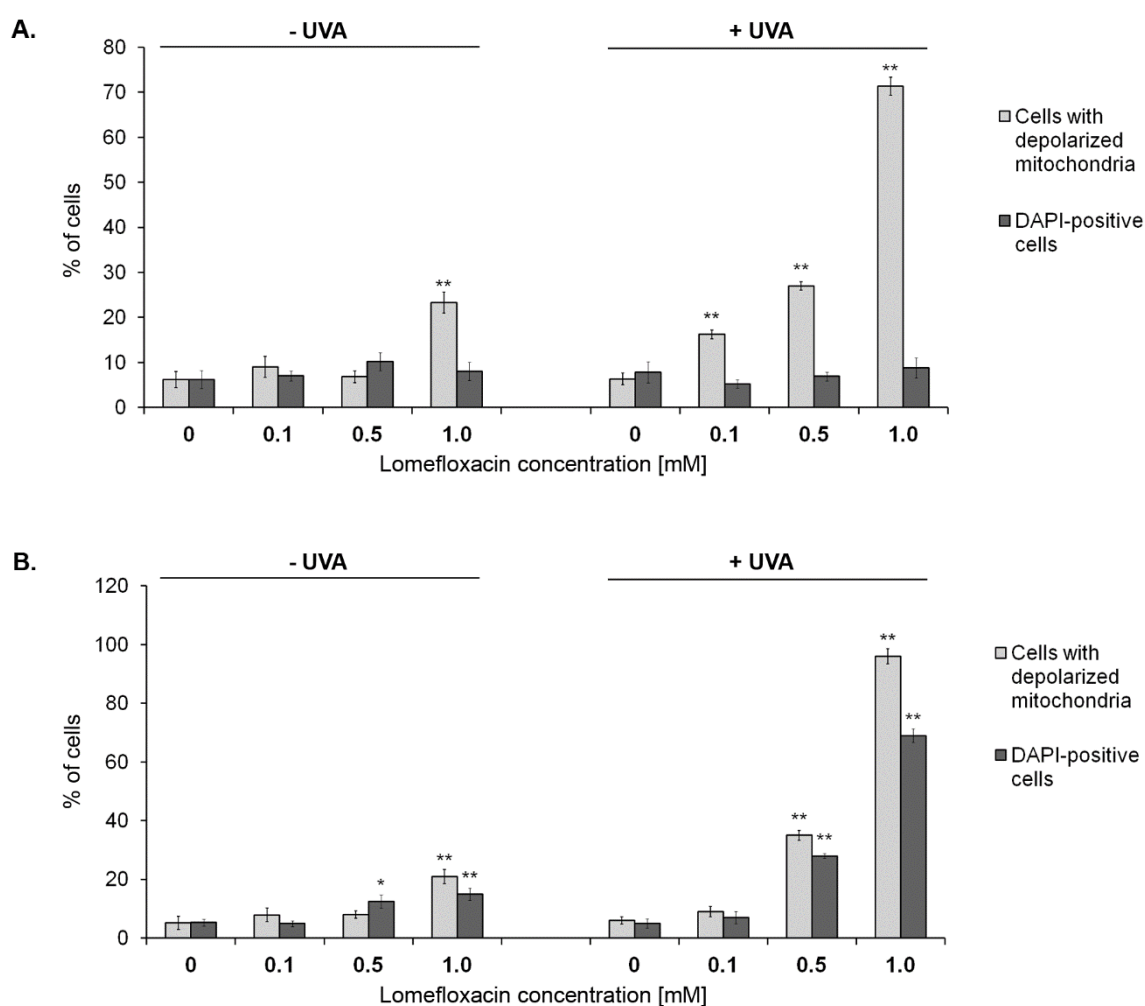 A.
- UVA
+ UVA
80
70
60
50
40
30
20
10
0
% of cells
**
**
**
**
0
0.1
0.5
1.0
0
0.1
0.5
1.0
Lomefloxacin concentration [mM]
Cells with
depolarized
mitochondria
DAPI-positive
cells
B.
- UVA
+ UVA
120
100
80
60
40
20
0
% of cells
*
**
**
**
**
**
**
0
0.1
0.5
1.0
0
0.1
0.5
1.0
Lomefloxacin concentration [mM]
Cells with
depolarized
mitochondria
DAPI-positive
cells